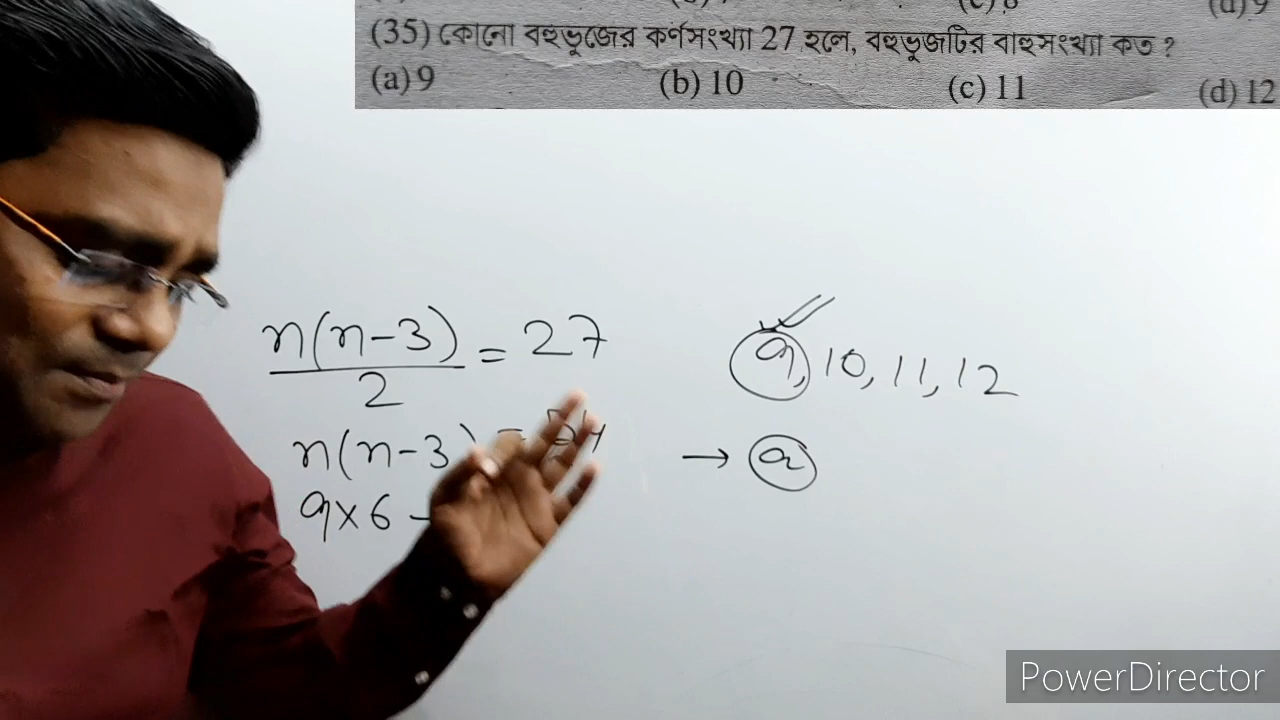 (35) কোনো বহুভুজের কর্ণসংখ্যা 27 হলে, বহুভুজটির বাহুসংখ্যা কত ?
(a) 9 (b) 10 (c) 11 (d) 12
n(n-3)/2 = 27
9, 10, 11, 12
n(n-3) = 54
→ a
9×6
PowerDirector